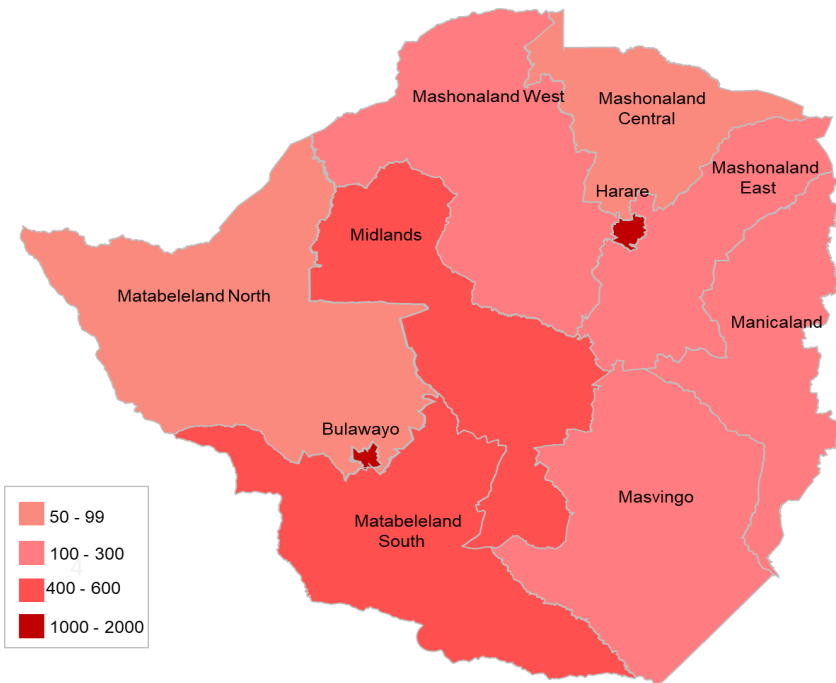 Mashonaland West
Mashonaland
Central
Mashonaland
East
Harare
Midlands
Matabeleland North
Manicaland
Bulawayo
Masvingo
Matabeleland
South
50 - 99
100 - 300
4
400 - 600
1000 - 2000